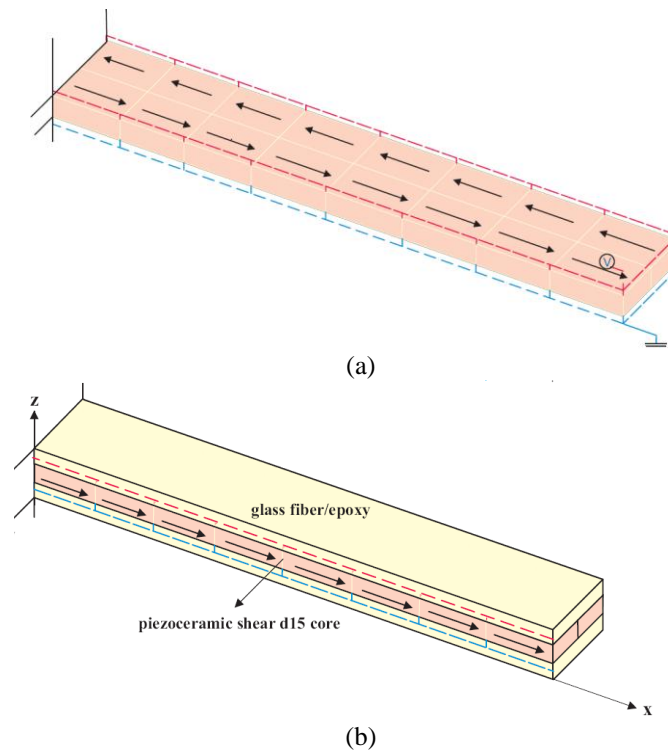 V
(a)
z
glass fiber/epoxy
piezoceramic shear d15 core
x
(b)